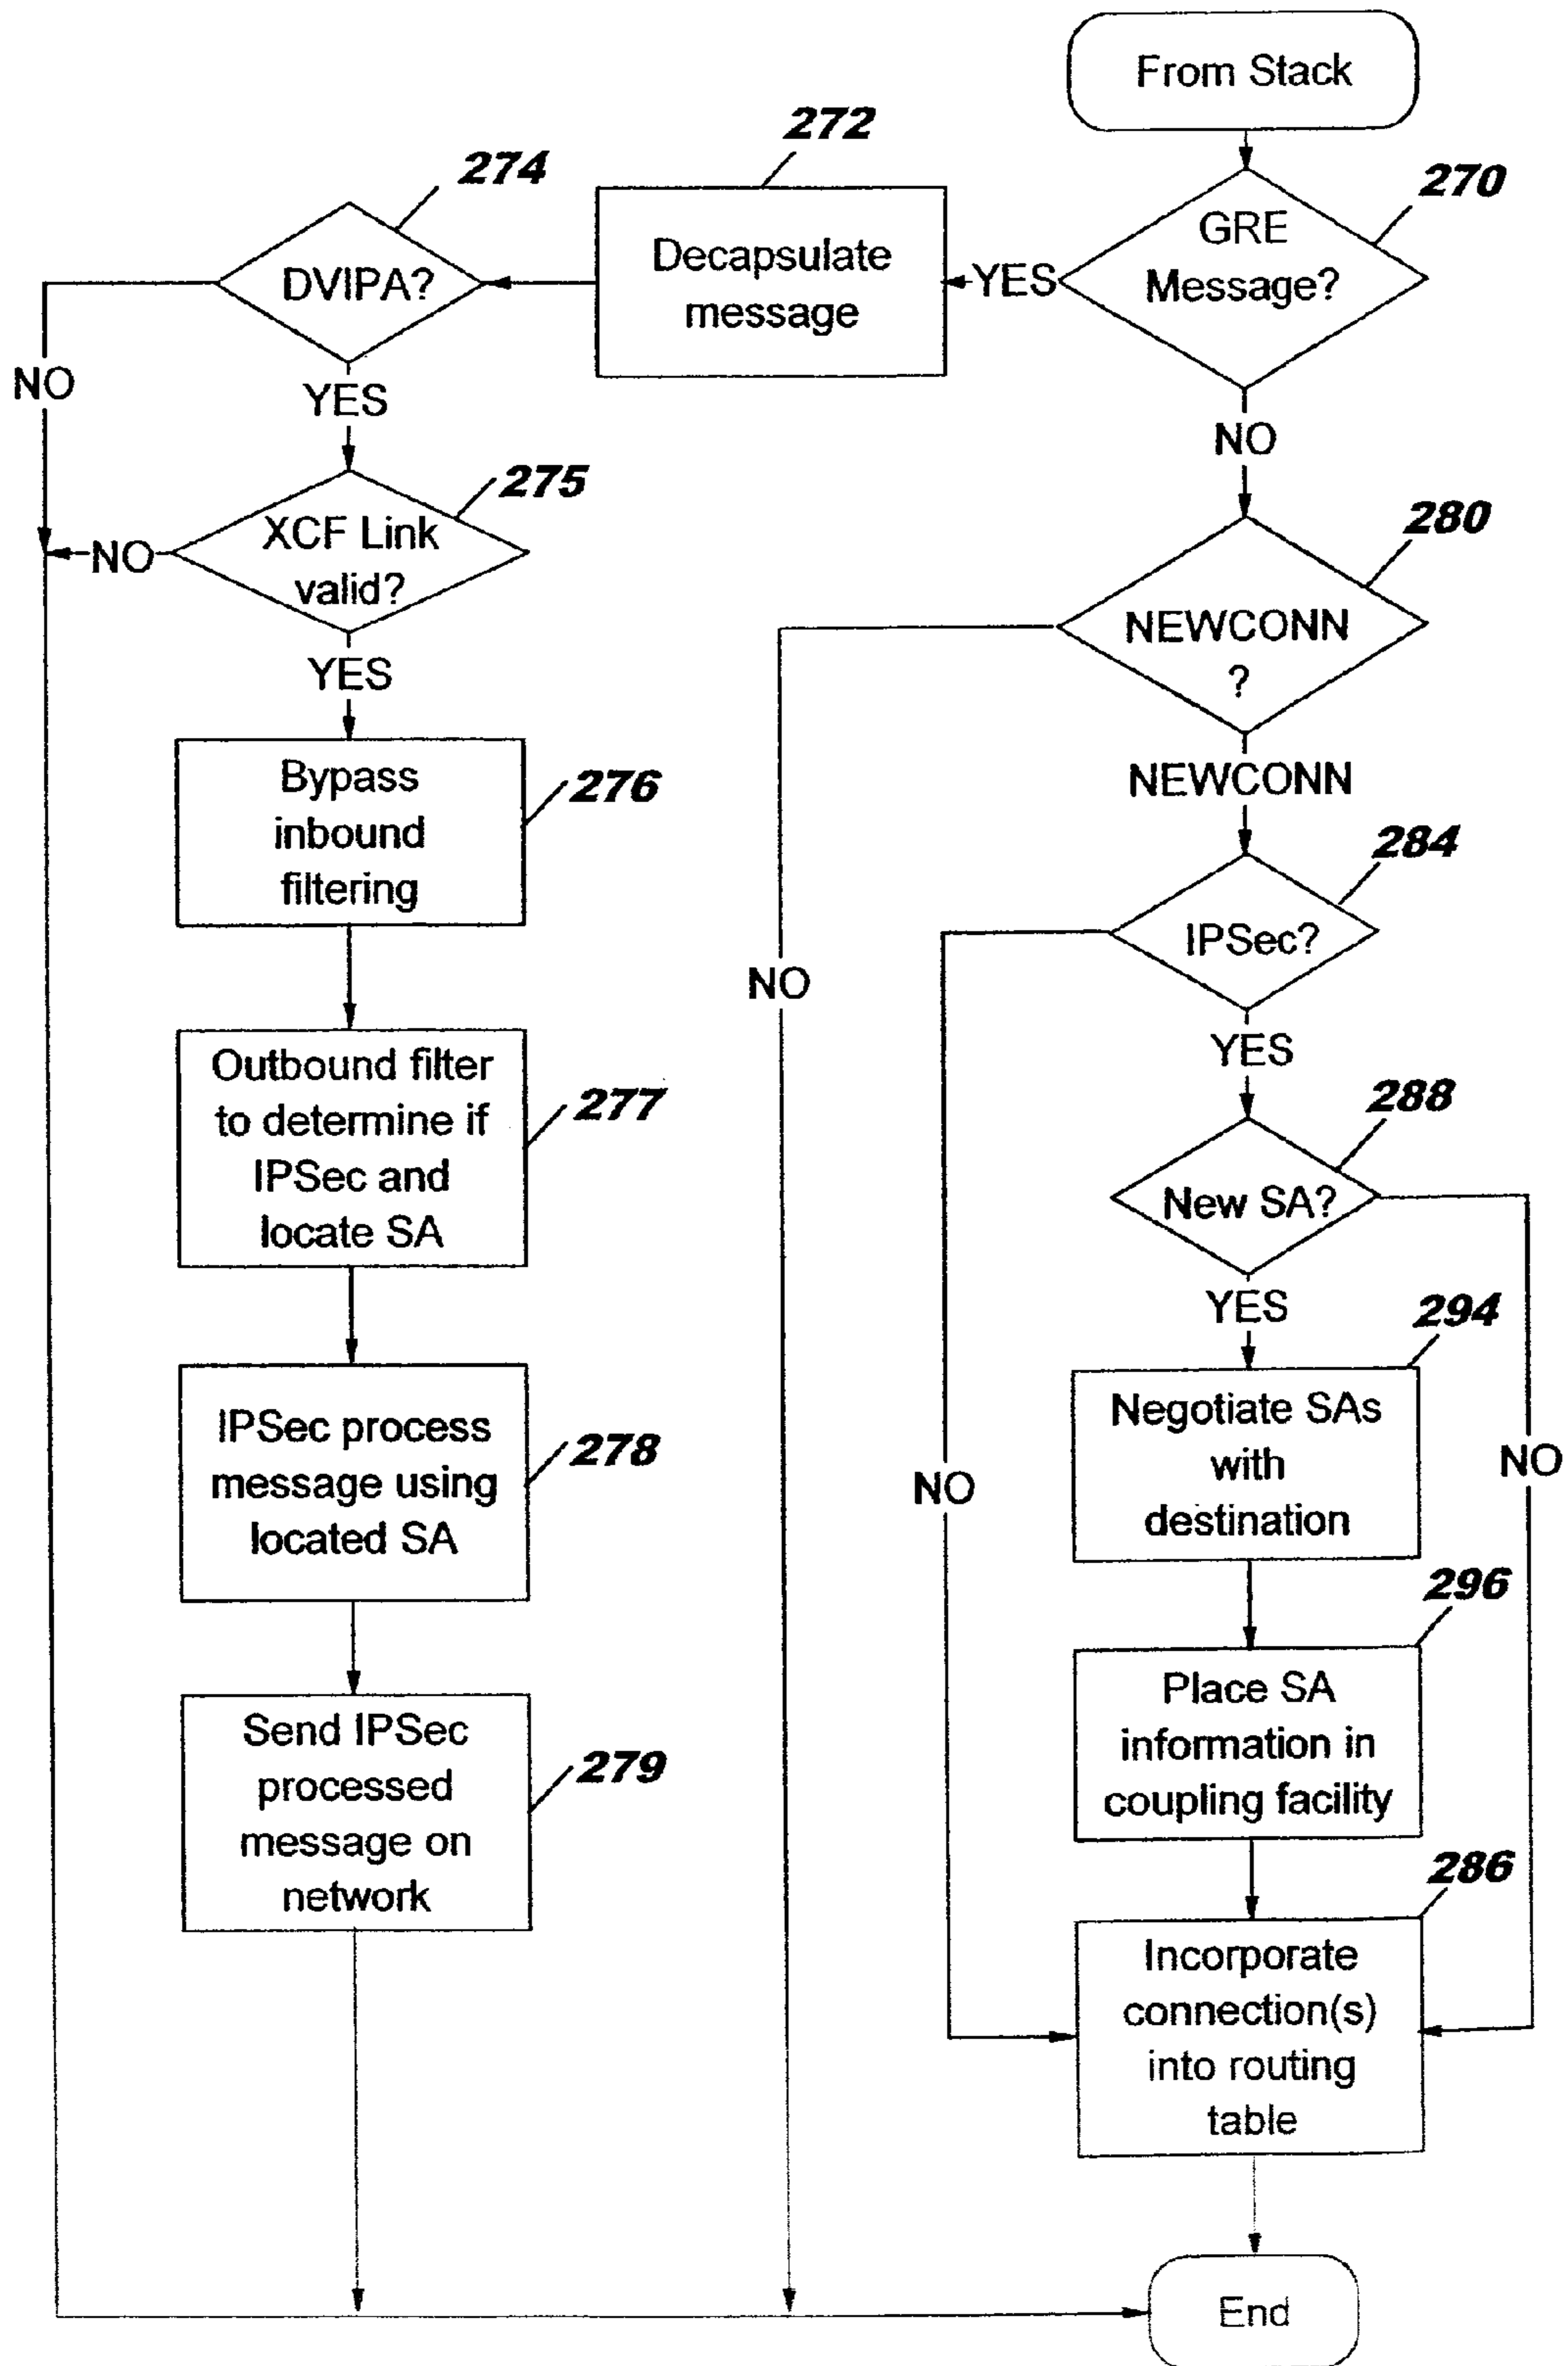 From Stack
270
GRE
Message?
YES
272
Decapsulate
message
274
DVIPA?
NO
YES
275
XCF Link
valid?
NO
YES
Bypass
inbound
filtering
276
Outbound filter
to determine if
IPSec and
locate SA
277
IPSec process
message using
located SA
278
Send IPSec
processed
message on
network
279
NO
280
NEWCONN
?
NO
NEWCONN
284
IPSec?
NO
YES
288
New SA?
NO
YES
294
Negotiate SAs
with
destination
296
Place SA
information in
coupling facility
286
Incorporate
connection(s)
into routing
table
End